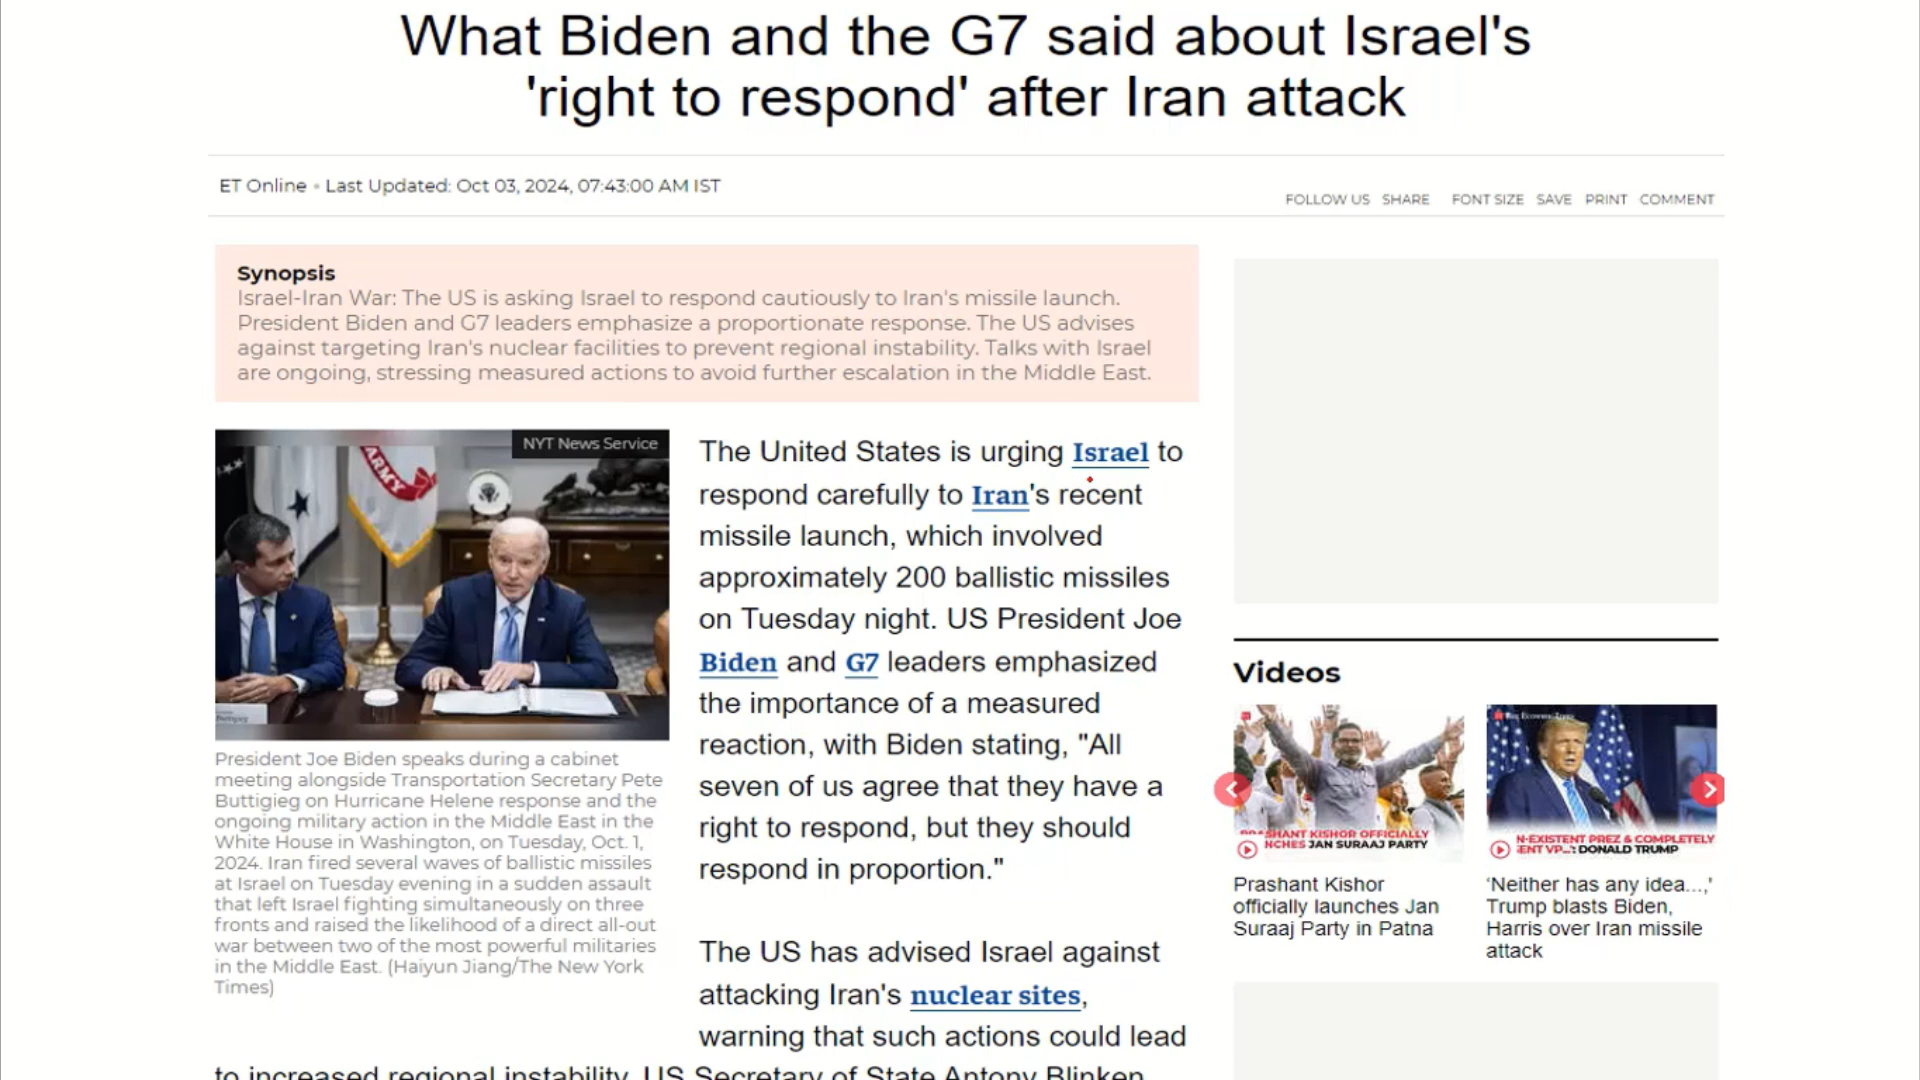 What Biden and the G7 said about Israel's
'right to respond' after Iran attack
ET Online • Last Updated: Oct 03, 2024, 07:43:00 AM IST
FOLLOW US SHARE FONT SIZE SAVE PRINT COMMENT
Synopsis
Israel-Iran War: The US is asking Israel to respond cautiously to Iran's missile launch.
President Biden and G7 leaders emphasize a proportionate response. The US advises
against targeting Iran's nuclear facilities to prevent regional instability. Talks with Israel
are ongoing, stressing measured actions to avoid further escalation in the Middle East.
NYT News Service
ARMY
Buttigieg
President Joe Biden speaks during a cabinet
meeting alongside Transportation Secretary Pete
Buttigieg on Hurricane Helene response and the
ongoing military action in the Middle East in the
White House in Washington, on Tuesday, Oct. 1,
2024. Iran fired several waves of ballistic missiles
at Israel on Tuesday evening in a sudden assault
that left Israel fighting simultaneously on three
fronts and raised the likelihood of a direct all-out
war between two of the most powerful militaries
in the Middle East. (Haiyun Jiang/The New York
Times)
The United States is urging Israel to
respond carefully to Iran's recent
missile launch, which involved
approximately 200 ballistic missiles
on Tuesday night. US President Joe
Biden and G7 leaders emphasized
the importance of a measured
reaction, with Biden stating, "All
seven of us agree that they have a
right to respond, but they should
respond in proportion."
The US has advised Israel against
attacking Iran's nuclear sites,
warning that such actions could lead
to increased regional instability. US Secretary of State Antony Blinken
Videos
PRASHANT KISHOR OFFICIALLY
NCHES JAN SURAAJ PARTY
Prashant Kishor
officially launches Jan
Suraaj Party in Patna
The Economic Times
N-EXISTENT PREZ & COMPLETELY
ENT VP...': DONALD TRUMP
‘Neither has any idea...,’
Trump blasts Biden,
Harris over Iran missile
attack